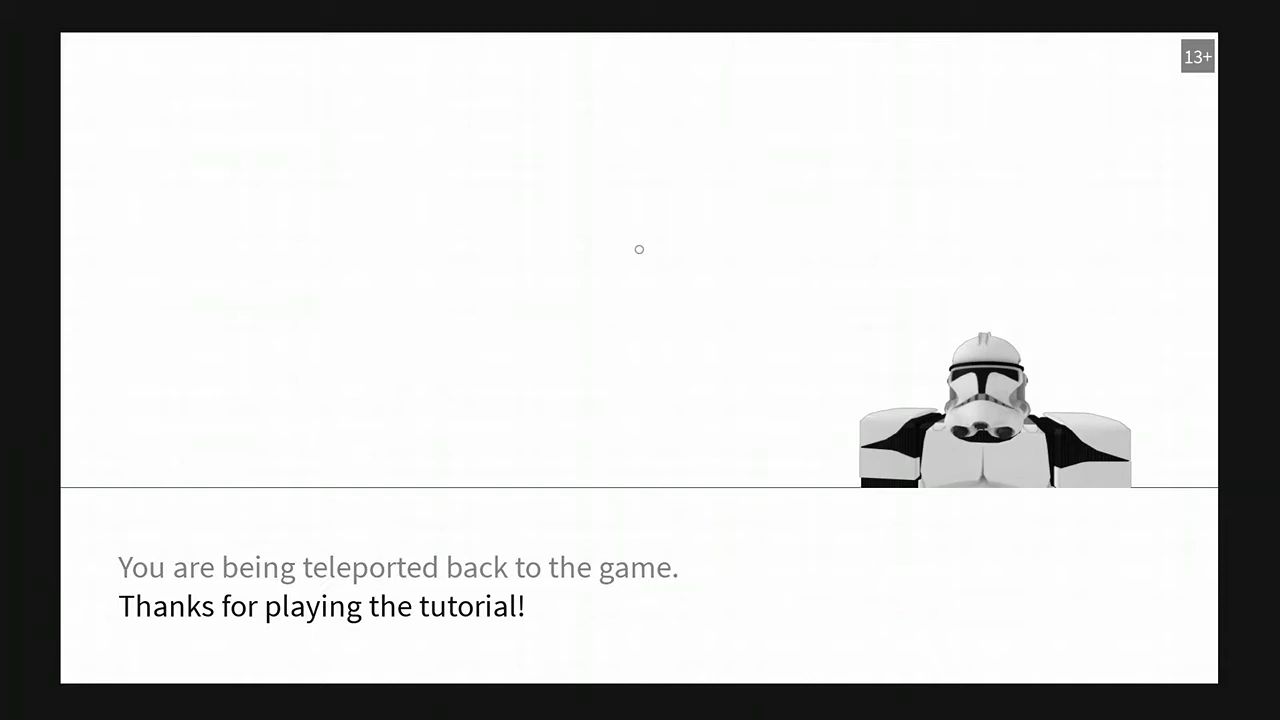 13+
You are being teleported back to the game.
Thanks for playing the tutorial!